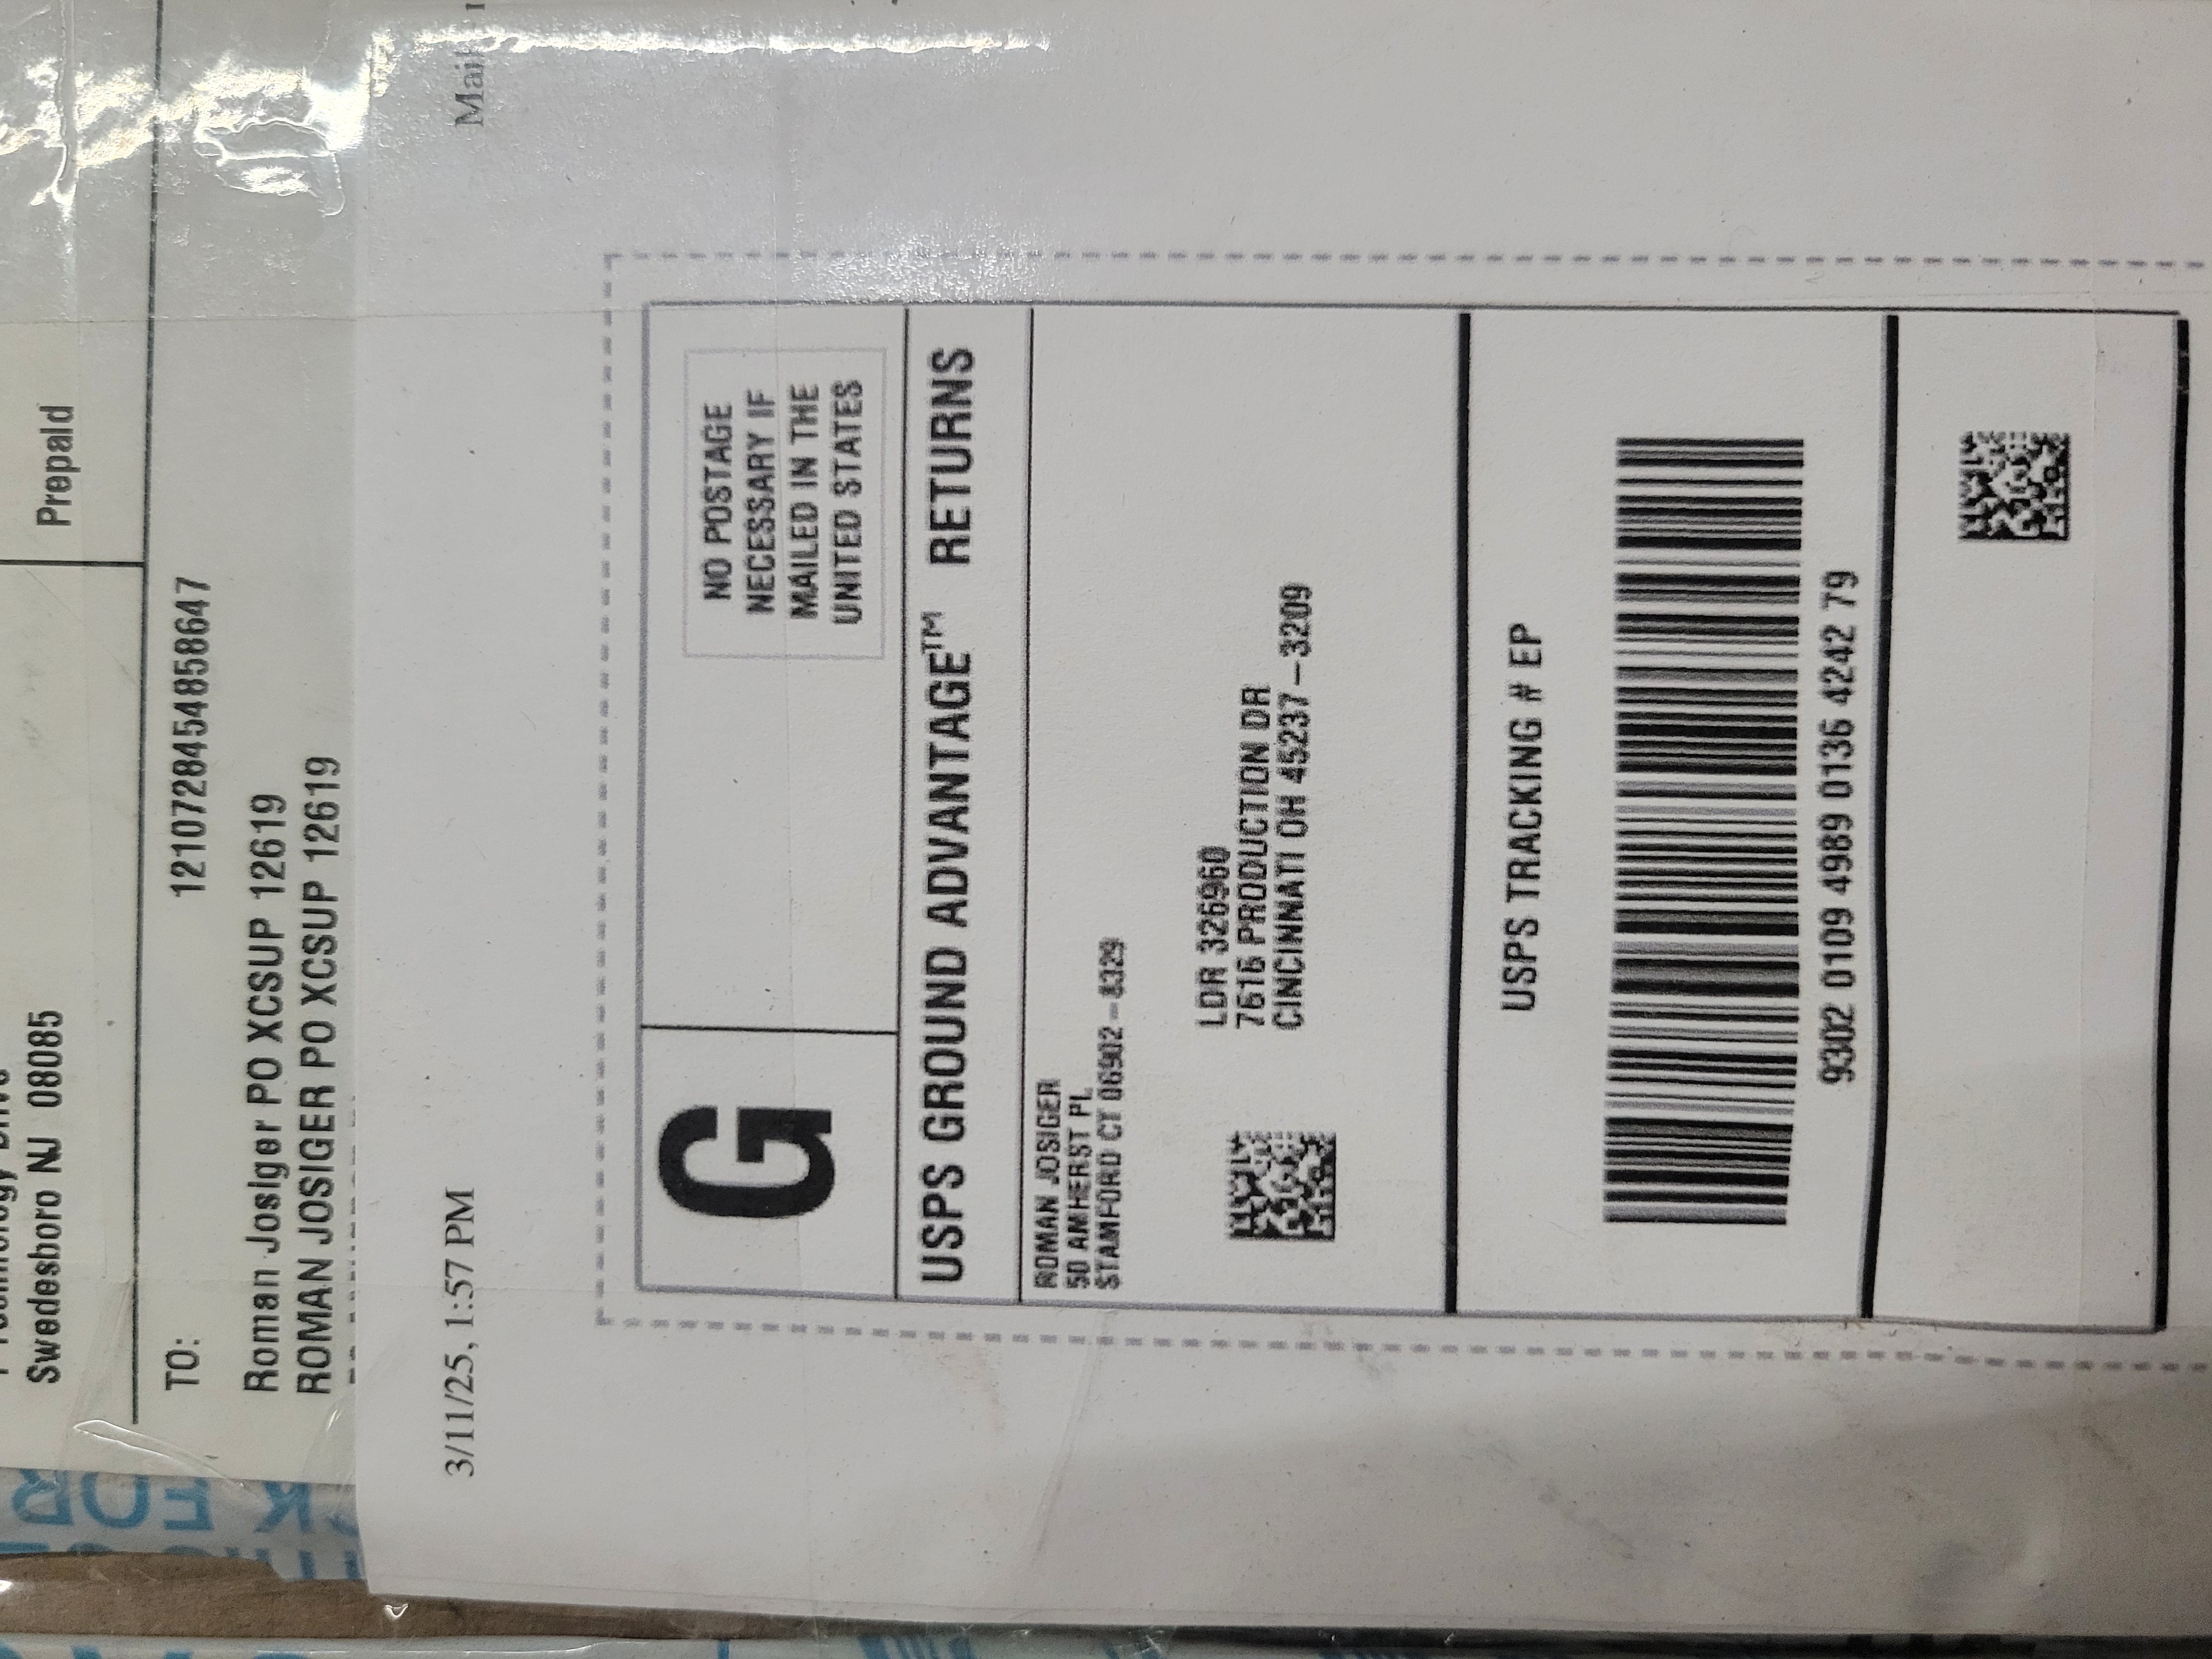 Swedesboro NJ 08085
Prepaid
TO:
12107284548586​47
Roman Josiger PO XCSUP 12619
ROMAN JOSIGER PO XCSUP 12619
3/11/25, 1:57 PM
G
NO POSTAGE
NECESSARY IF
MAILED IN THE
UNITED STATES
USPS GROUND ADVANTAGE™ RETURNS
ROMAN JOSIGER
50 AMHERST PL
STAMFORD CT 06902-8329
LDR 326960
7616 PRODUCTION DR
CINCINNATI OH 45237-3209
USPS TRACKING # EP
9302 0109 4989 0136 4242 79